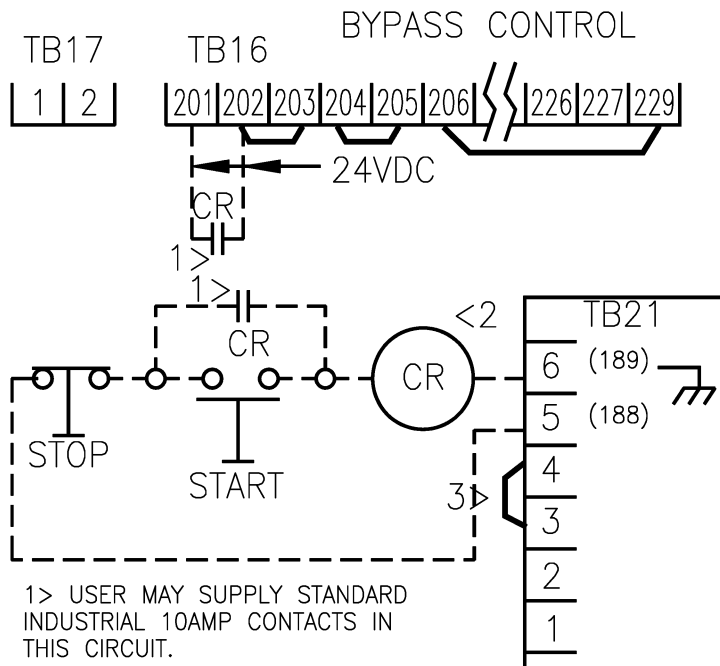 BYPASS CONTROL
TB17 TB16
1 2 201 202 203 204 205 206 226 227 229
24VDC
CR
1>
1>
CR
<2
TB21
CR
6 (189)
5 (188)
STOP
START
4
3>
3
2
1
1> USER MAY SUPPLY STANDARD
INDUSTRIAL 10AMP CONTACTS IN
THIS CIRCUIT.